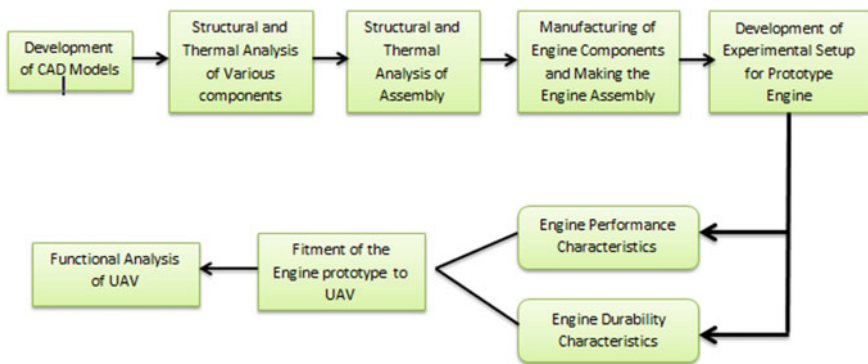 Development
of CAD Models
Structural and
Thermal Analysis
of Various
components
Structural and
Thermal
Analysis of
Assembly
Manufacturing of
Engine Components
and Making the
Engine Assembly
Development of
Experimental Setup
for Prototype
Engine
Engine Performance
Characteristics
Functional Analysis
of UAV
Fitment of the
Engine prototype to
UAV
Engine Durability
Characteristics